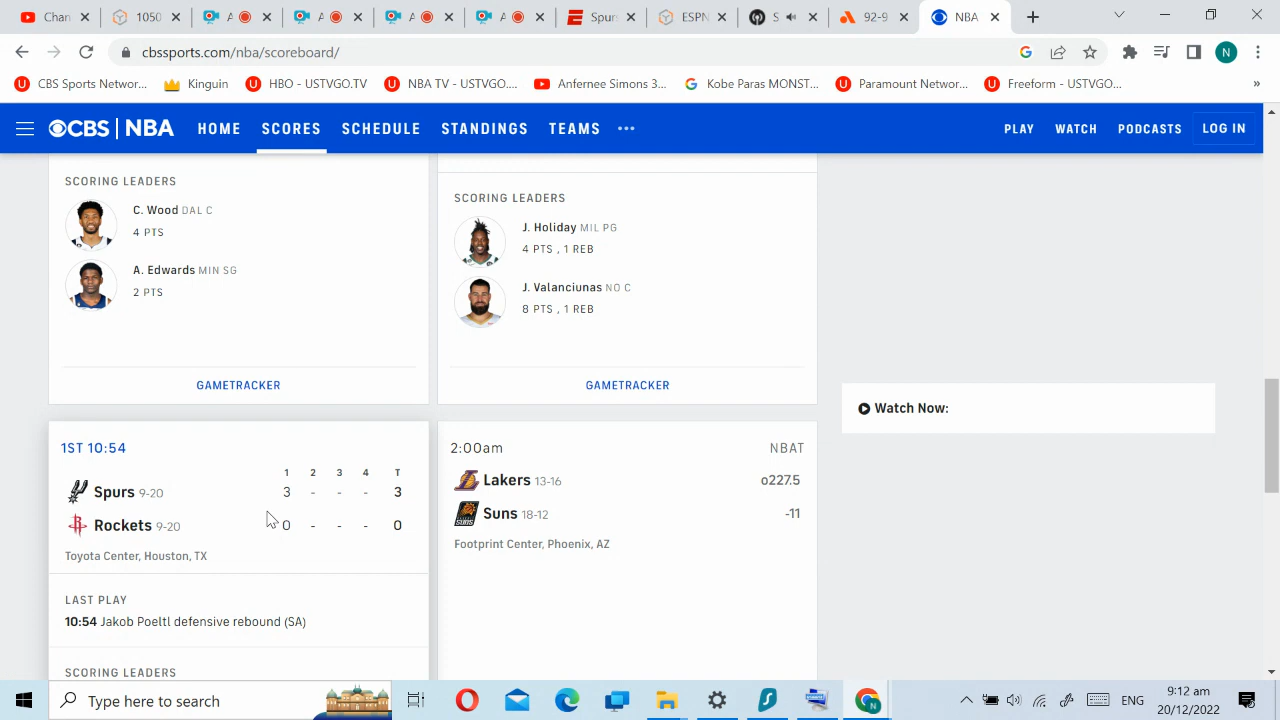 Chan
1050
A
A
A
A
Spurs
ESPN
S
92-9
NBA
cbssports.com/nba/scoreboard/
N
CBS Sports Networ...
Kinguin
HBO - USTVGO.TV
NBA TV - USTVGO....
Anfernee Simons 3...
Kobe Paras MONST...
Paramount Networ...
Freeform - USTVGO...
»
CBS | NBA
HOME
SCORES
SCHEDULE
STANDINGS
TEAMS
PLAY
WATCH
PODCASTS
LOG IN
SCORING LEADERS
C. Wood DAL C
4 PTS
A. Edwards MIN SG
2 PTS
GAMETRACKER
SCORING LEADERS
J. Holiday MIL PG
4 PTS , 1 REB
J. Valanciunas NO C
8 PTS , 1 REB
GAMETRACKER
Watch Now:
1ST 10:54
1 2 3 4 T
Spurs 9-20 3 - - - 3
Rockets 9-20 0 - - - 0
Toyota Center, Houston, TX
LAST PLAY
10:54 Jakob Poeltl defensive rebound (SA)
SCORING LEADERS
2:00am NBAT
Lakers 13-16 o227.5
Suns 18-12 -11
Footprint Center, Phoenix, AZ
Type here to search
ENG
9:12 am
20/12/2022